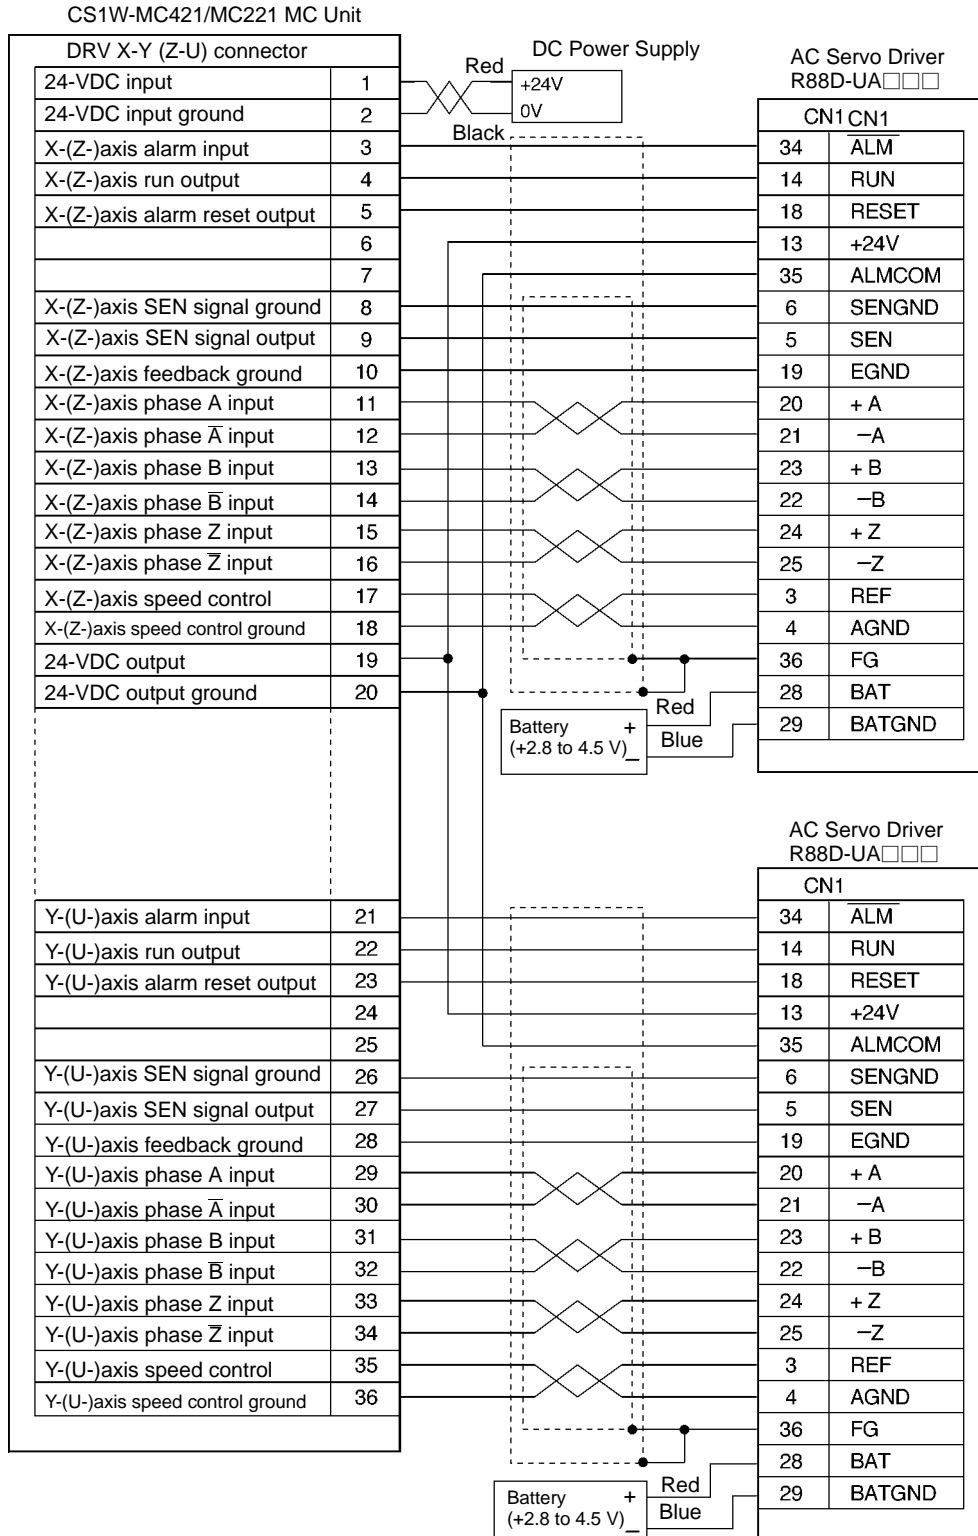 CS1W-MC421/MC221 MC Unit
DRV X-Y (Z-U) connector
DC Power Supply
Red
+24V
0V
Black
AC Servo Driver
R88D-UA□□□
CN1 CN1
24-VDC input 1
24-VDC input ground 2
X-(Z-)axis alarm input 3 34 A̅L̅M̅
X-(Z-)axis run output 4 14 RUN
X-(Z-)axis alarm reset output 5 18 RESET
6 13 +24V
7 35 ALMCOM
X-(Z-)axis SEN signal ground 8 6 SENGND
X-(Z-)axis SEN signal output 9 5 SEN
X-(Z-)axis feedback ground 10 19 EGND
X-(Z-)axis phase A input 11 20 + A
X-(Z-)axis phase A̅ input 12 21 −A
X-(Z-)axis phase B input 13 23 + B
X-(Z-)axis phase B̅ input 14 22 −B
X-(Z-)axis phase Z input 15 24 + Z
X-(Z-)axis phase Z̅ input 16 25 −Z
X-(Z-)axis speed control 17 3 REF
X-(Z-)axis speed control ground 18 4 AGND
24-VDC output 19 36 FG
24-VDC output ground 20 28 BAT
29 BATGND
Red
Battery +
(+2.8 to 4.5 V) −
Blue
AC Servo Driver
R88D-UA□□□
CN1
Y-(U-)axis alarm input 21 34 A̅L̅M̅
Y-(U-)axis run output 22 14 RUN
Y-(U-)axis alarm reset output 23 18 RESET
24 13 +24V
25 35 ALMCOM
Y-(U-)axis SEN signal ground 26 6 SENGND
Y-(U-)axis SEN signal output 27 5 SEN
Y-(U-)axis feedback ground 28 19 EGND
Y-(U-)axis phase A input 29 20 + A
Y-(U-)axis phase A̅ input 30 21 −A
Y-(U-)axis phase B input 31 23 + B
Y-(U-)axis phase B̅ input 32 22 −B
Y-(U-)axis phase Z input 33 24 + Z
Y-(U-)axis phase Z̅ input 34 25 −Z
Y-(U-)axis speed control 35 3 REF
Y-(U-)axis speed control ground 36 4 AGND
36 FG
28 BAT
29 BATGND
Red
Battery +
(+2.8 to 4.5 V) −
Blue